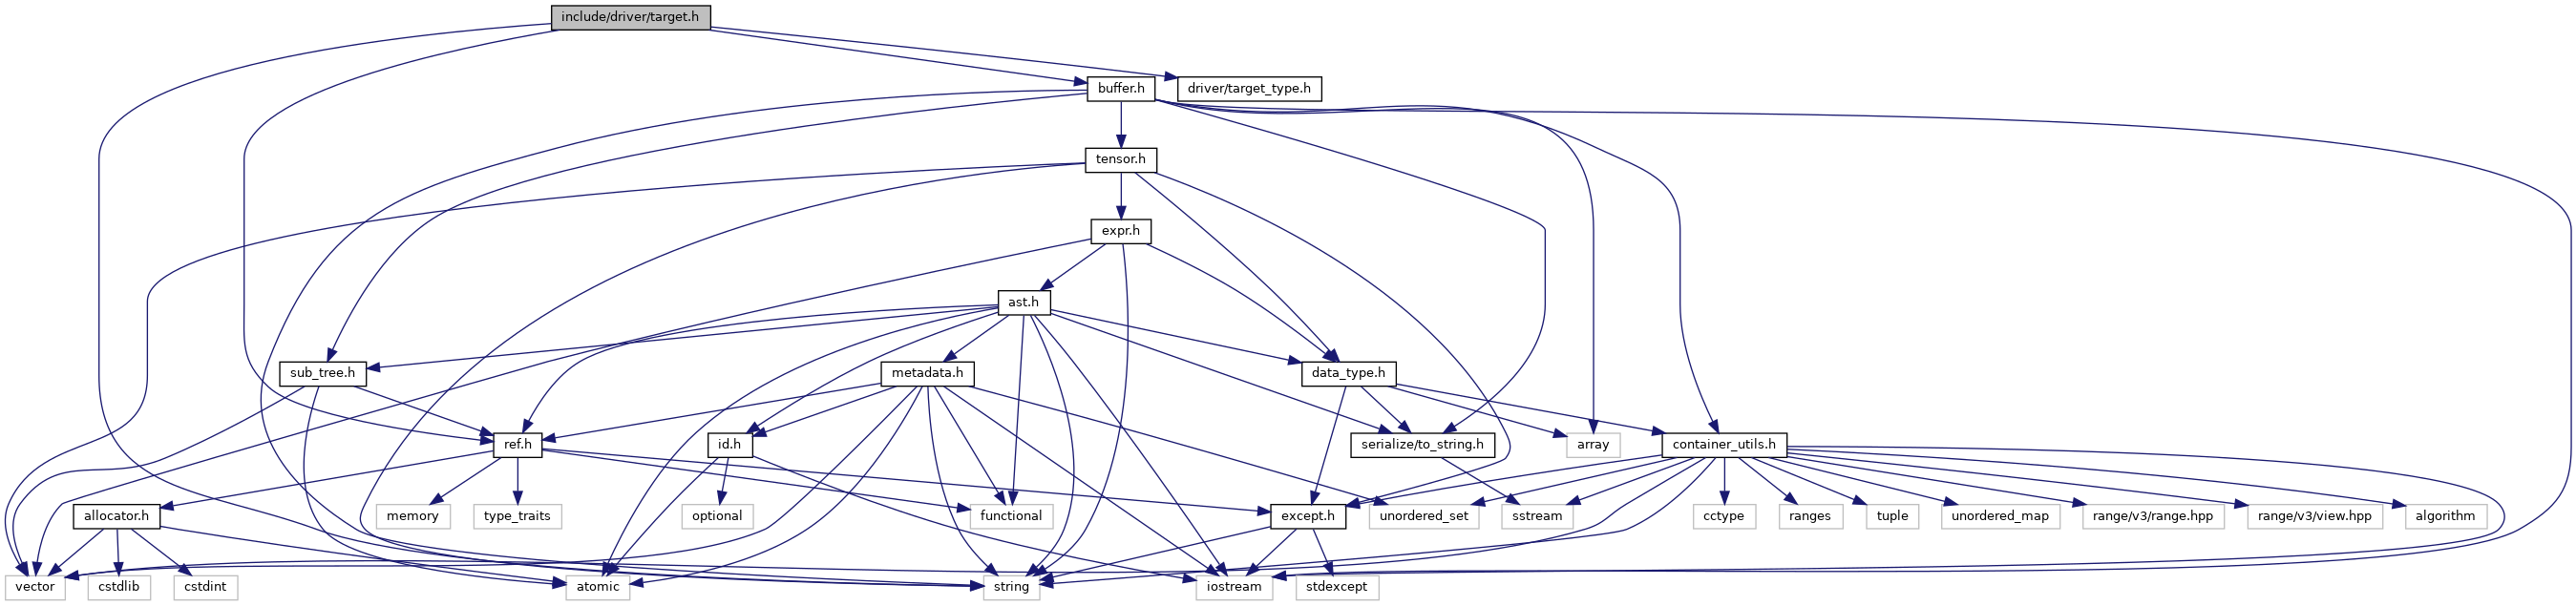 include/driver/target.h
buffer.h
driver/target_type.h
tensor.h
expr.h
ast.h
sub_tree.h
metadata.h
data_type.h
ref.h
id.h
serialize/to_string.h
array
container_utils.h
allocator.h
memory
type_traits
optional
functional
except.h
unordered_set
sstream
cctype
ranges
tuple
unordered_map
range/v3/range.hpp
range/v3/view.hpp
algorithm
vector
cstdlib
cstdint
atomic
string
iostream
stdexcept